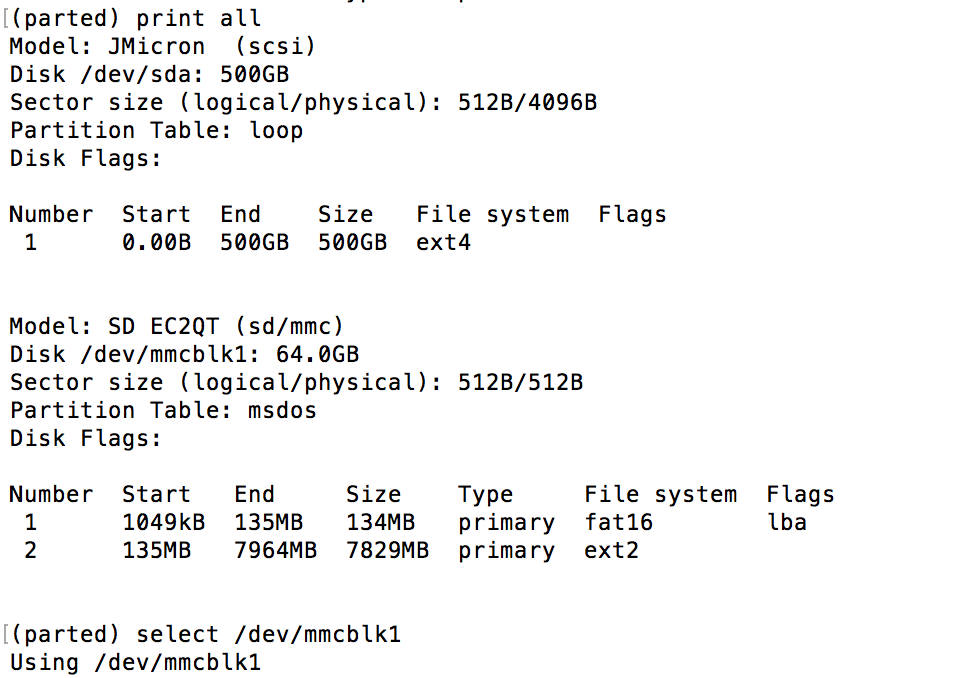 [(parted) print all
Model: JMicron  (scsi)
Disk /dev/sda: 500GB
Sector size (logical/physical): 512B/4096B
Partition Table: loop
Disk Flags:

Number  Start   End    Size   File system  Flags
 1      0.00B   500GB  500GB  ext4

Model: SD EC2QT (sd/mmc)
Disk /dev/mmcblk1: 64.0GB
Sector size (logical/physical): 512B/512B
Partition Table: msdos
Disk Flags:

Number  Start   End     Size    Type     File system  Flags
 1      1049kB  135MB   134MB   primary  fat16        lba
 2      135MB   7964MB  7829MB  primary  ext2

[(parted) select /dev/mmcblk1
Using /dev/mmcblk1